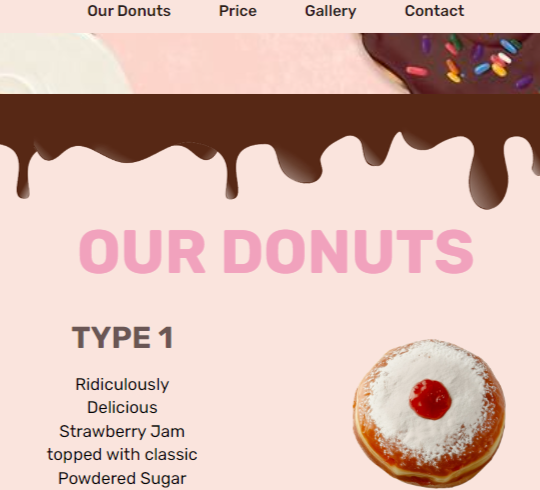 Our Donuts Price Gallery Contact
OUR DONUTS
TYPE 1
Ridiculously
Delicious
Strawberry Jam
topped with classic
Powdered Sugar